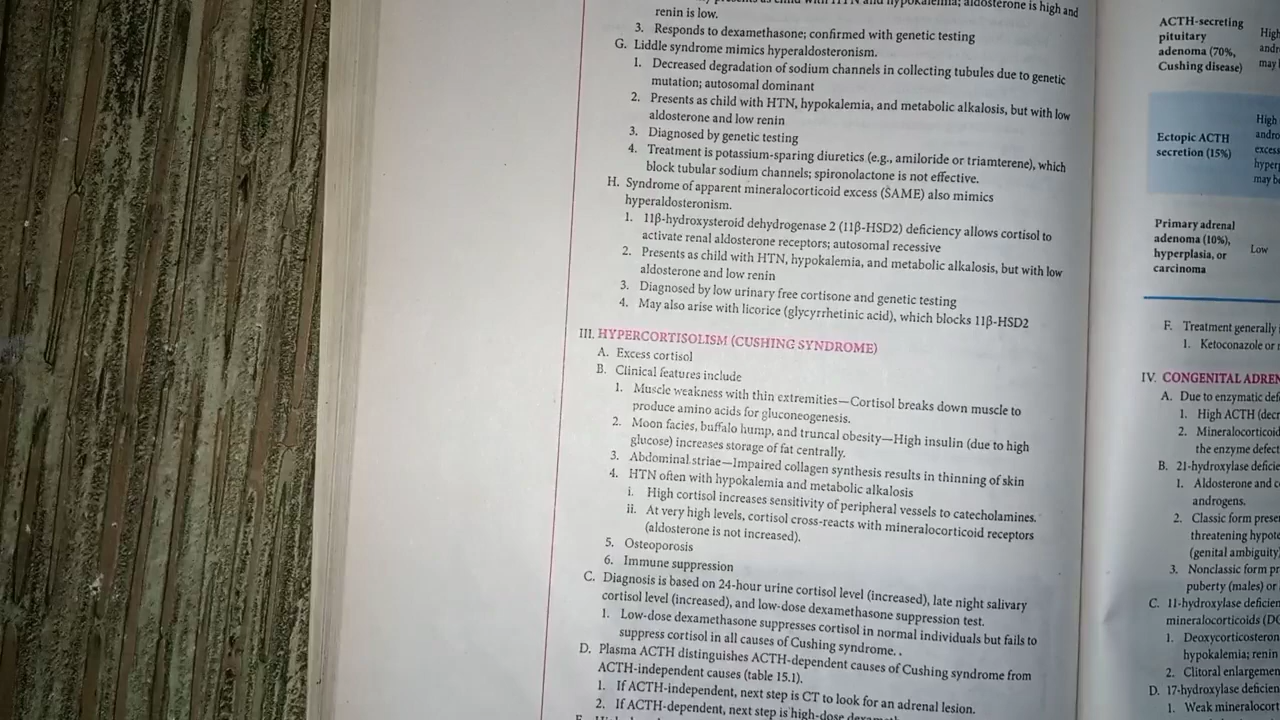 HTN and hypokalemia; aldosterone is high and
renin is low.
3. Responds to dexamethasone; confirmed with genetic testing
G. Liddle syndrome mimics hyperaldosteronism.
1. Decreased degradation of sodium channels in collecting tubules due to genetic
mutation; autosomal dominant
2. Presents as child with HTN, hypokalemia, and metabolic alkalosis, but with low
aldosterone and low renin
3. Diagnosed by genetic testing
4. Treatment is potassium-sparing diuretics (e.g., amiloride or triamterene), which
block tubular sodium channels; spironolactone is not effective.
H. Syndrome of apparent mineralocorticoid excess (SAME) also mimics
hyperaldosteronism.
1. 11β-hydroxysteroid dehydrogenase 2 (11β-HSD2) deficiency allows cortisol to
activate renal aldosterone receptors; autosomal recessive
2. Presents as child with HTN, hypokalemia, and metabolic alkalosis, but with low
aldosterone and low renin
3. Diagnosed by low urinary free cortisone and genetic testing
4. May also arise with licorice (glycyrrhetinic acid), which blocks 11β-HSD2
III. HYPERCORTISOLISM (CUSHING SYNDROME)
A. Excess cortisol
B. Clinical features include
1. Muscle weakness with thin extremities—Cortisol breaks down muscle to
produce amino acids for gluconeogenesis.
2. Moon facies, buffalo hump, and truncal obesity—High insulin (due to high
glucose) increases storage of fat centrally.
3. Abdominal striae—Impaired collagen synthesis results in thinning of skin
4. HTN often with hypokalemia and metabolic alkalosis
i. High cortisol increases sensitivity of peripheral vessels to catecholamines.
ii. At very high levels, cortisol cross-reacts with mineralocorticoid receptors
(aldosterone is not increased).
5. Osteoporosis
6. Immune suppression
C. Diagnosis is based on 24-hour urine cortisol level (increased), late night salivary
cortisol level (increased), and low-dose dexamethasone suppression test.
1. Low-dose dexamethasone suppresses cortisol in normal individuals but fails to
suppress cortisol in all causes of Cushing syndrome. .
D. Plasma ACTH distinguishes ACTH-dependent causes of Cushing syndrome from
ACTH-independent causes (table 15.1).
1. If ACTH-independent, next step is CT to look for an adrenal lesion.
2. If ACTH-dependent, next step is high-dose
ACTH-secreting
pituitary
adenoma (70%,
Cushing disease)
High
may
Ectopic ACTH
secretion (15%)
High
may
Primary adrenal
adenoma (10%),
hyperplasia, or
carcinoma
Low
F. Treatment generally
1. Ketoconazole or
IV. CONGENITAL
A. Due to enzymatic
1. High ACTH
2. Mineralocorticoid
the enzyme defect
B. 21-hydroxylase
1. Aldosterone and
androgens.
2. Classic form
threatening
(genital ambiguity
3. Nonclassic form
puberty (males) or
C. 11-hydroxylase
mineralocorticoids
1.
hypokalemia; renin
2. Clitoral
D. 17-hydroxylase
1. Weak